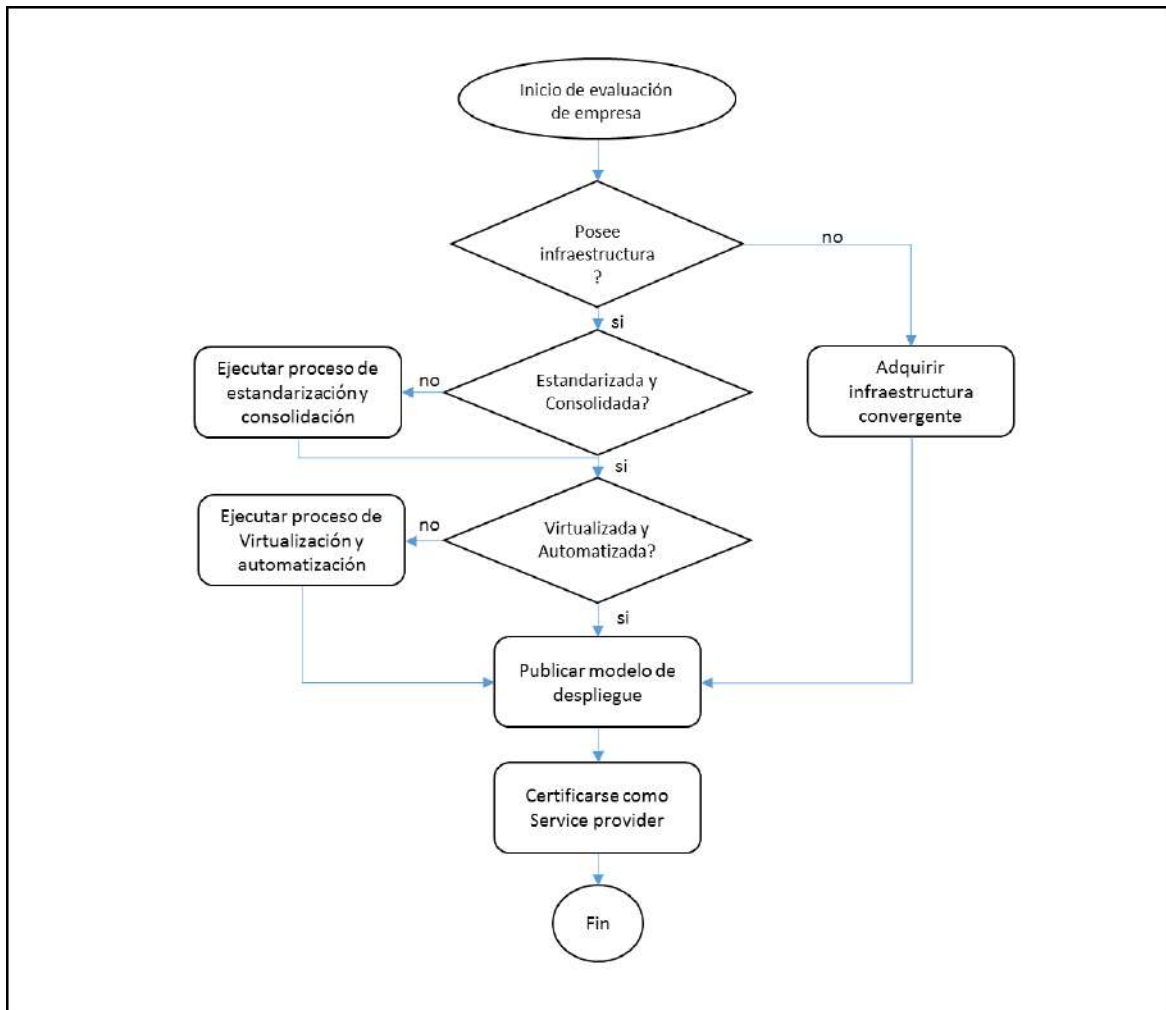 Inicio de evaluación
de empresa
Posee
infraestructura
?
no
si
Ejecutar proceso de
estandarización y
consolidación
no
Estandarizada y
Consolidada?
Adquirir
infraestructura
convergente
si
Ejecutar proceso de
Virtualización y
automatización
no
Virtualizada y
Automatizada?
si
Publicar modelo de
despliegue
Certificarse como
Service provider
Fin